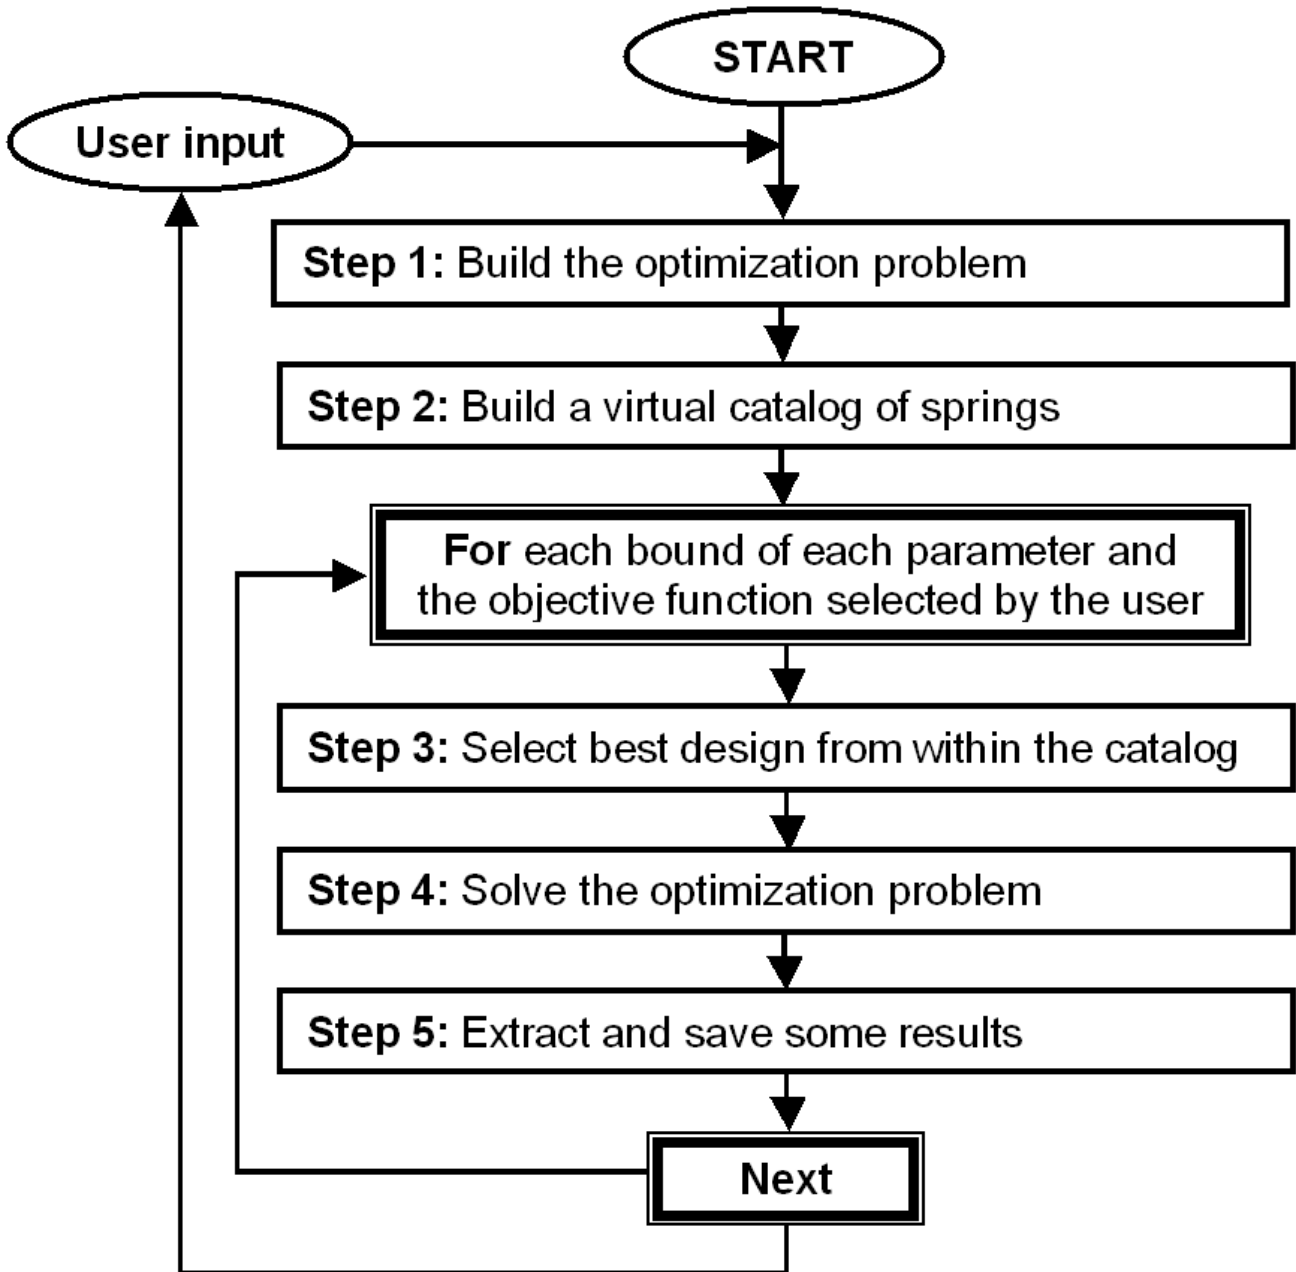 START
User input
Step 1: Build the optimization problem
Step 2: Build a virtual catalog of springs
For each bound of each parameter and
the objective function selected by the user
Step 3: Select best design from within the catalog
Step 4: Solve the optimization problem
Step 5: Extract and save some results
Next